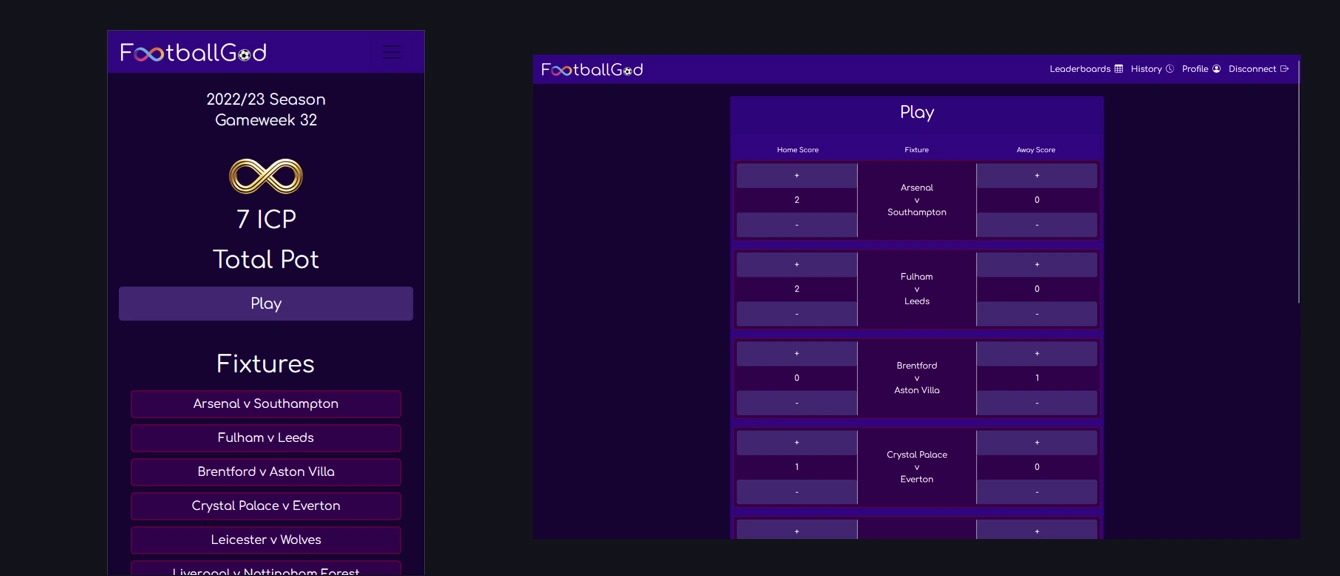 FootballGod
2022/23 Season
Gameweek 32
7 ICP
Total Pot
Play
Fixtures
Arsenal v Southampton
Fulham v Leeds
Brentford v Aston Villa
Crystal Palace v Everton
Leicester v Wolves
Liverpool v Nottingham Forest
FootballGod
Leaderboards History Profile Disconnect
Play
Home Score Fixture Away Score
+ +
Arsenal
2 v 0
Southampton
- -
+ +
Fulham
2 v 0
Leeds
- -
+ +
Brentford
0 v 1
Aston Villa
- -
+ +
Crystal Palace
1 v 0
Everton
- -
+ +